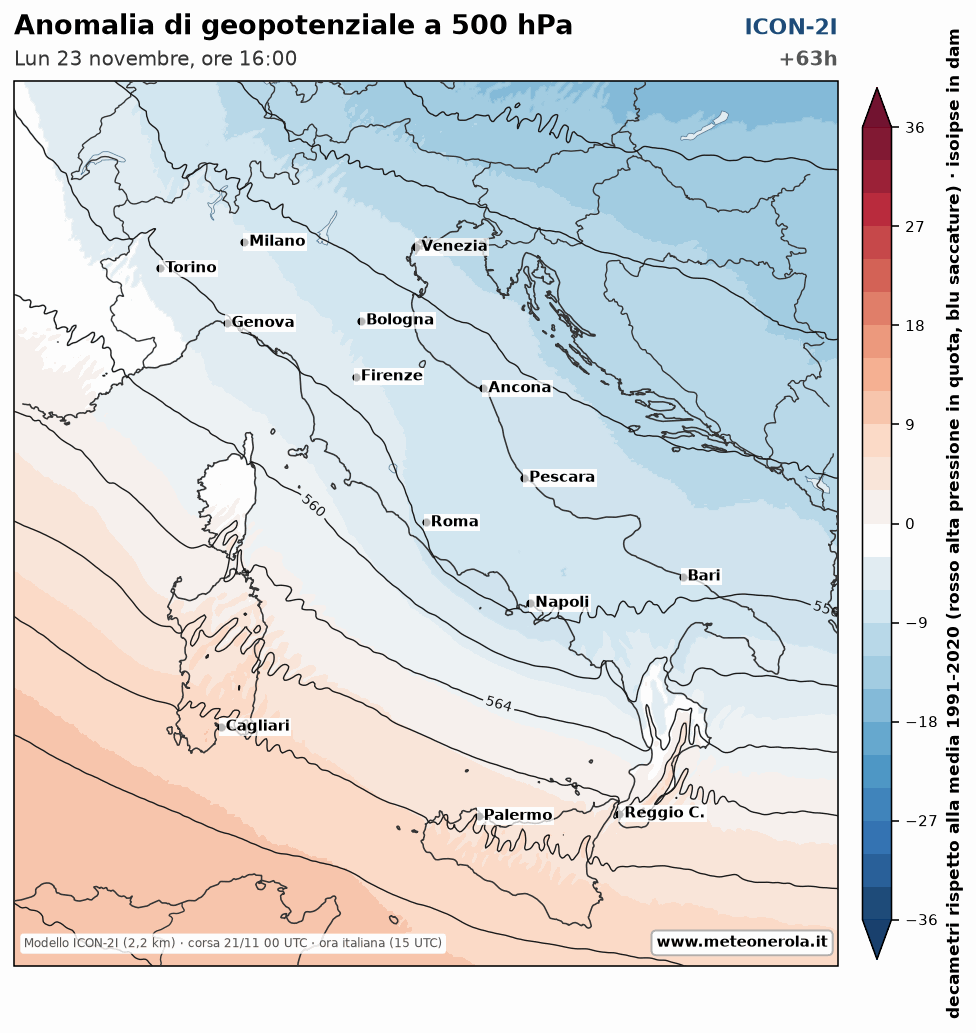 Anomalia di geopotenziale a 500 hPa
ICON-2I
Lun 23 novembre, ore 16:00
+63h
Milano
Venezia
Torino
Genova
Bologna
Firenze
Ancona
Pescara
560
Roma
Bari
Napoli
556
564
Cagliari
Palermo
Reggio C.
Modello ICON-2I (2,2 km) · corsa 21/11 00 UTC · ora italiana (15 UTC)
www.meteonerola.it
36
27
18
9
0
−9
−18
−27
−36
decametri rispetto alla media 1991-2020 (rosso alta pressione in quota, blu saccature) · isoipse in dam